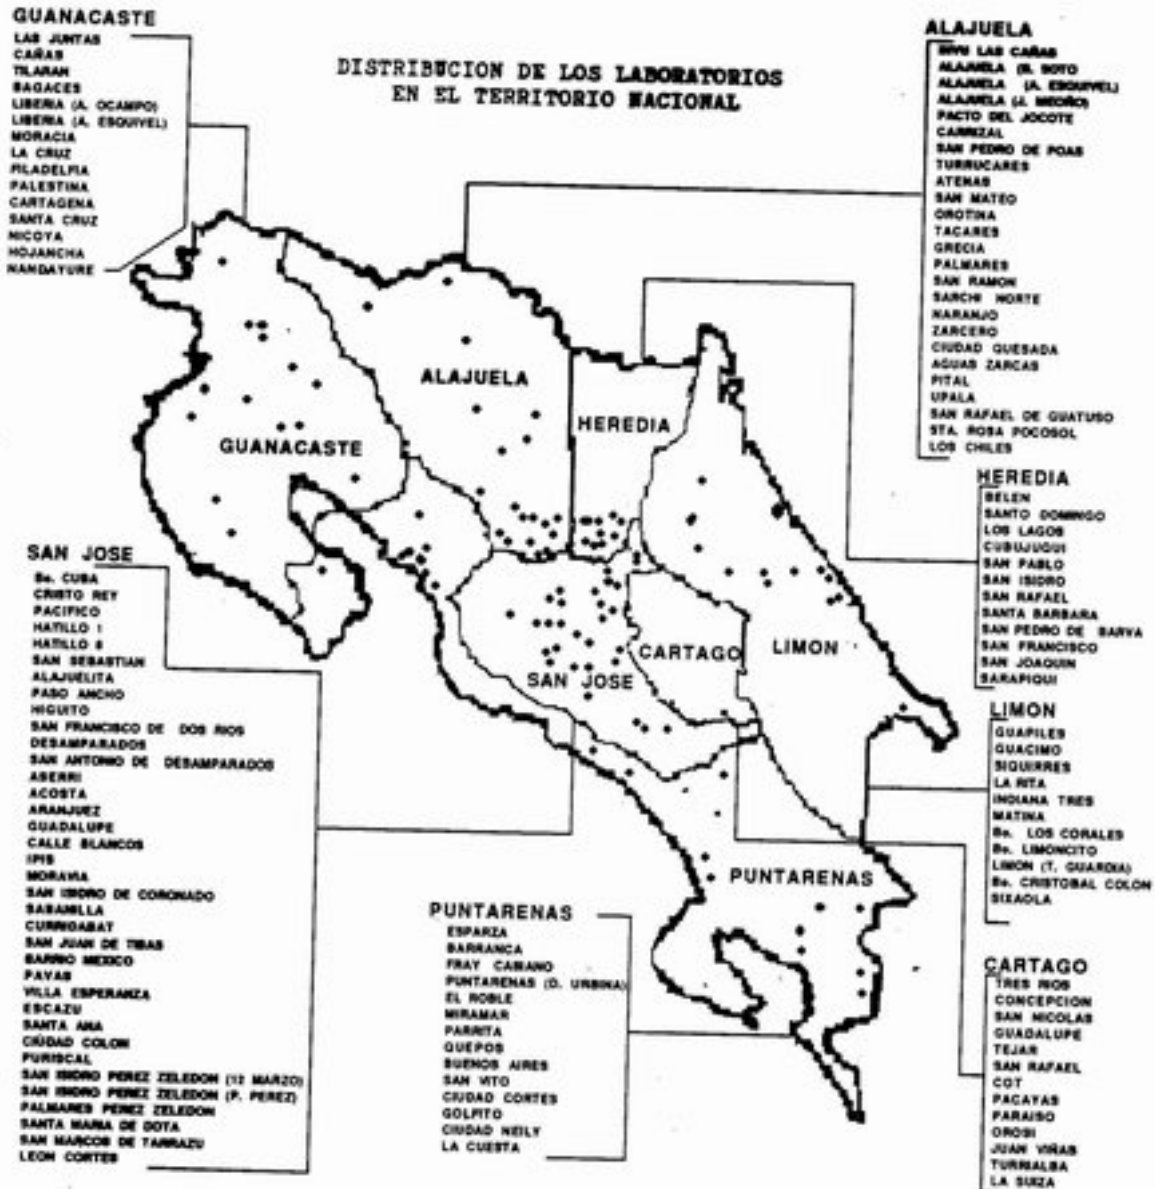 GUANACASTE
LAS JUNTAS
CAÑAS
TILARAN
BAGACES
LIBERIA (A. OCAMPO)
LIBERIA (A. ESQUIVEL)
MORACIA
LA CRUZ
FILADELFIA
PALESTINA
CARTAGENA
SANTA CRUZ
NICOYA
HOJANCHA
NANDAYURE
DISTRIBUCION DE LOS LABORATORIOS
EN EL TERRITORIO NACIONAL
ALAJUELA
INVU LAS CAÑAS
ALAJUELA (B. SOTO
ALAJUELA (A. ESQUIVEL)
ALAJUELA (J. MEOÑO)
PACTO DEL JOCOTE
CARRIZAL
SAN PEDRO DE POAS
TURRUCARES
ATENAS
SAN MATEO
OROTINA
TACARES
GRECIA
PALMARES
SAN RAMON
SARCHI NORTE
NARANJO
ZARCERO
CIUDAD QUESADA
AGUAS ZARCAS
PITAL
UPALA
SAN RAFAEL DE GUATUSO
STA. ROSA POCOSOL
LOS CHILES
ALAJUELA
HEREDIA
GUANACASTE
CARTAGO
LIMON
SAN JOSE
PUNTARENAS
HEREDIA
BELEN
SANTO DOMINGO
LOS LAGOS
CUBUJUQUI
SAN PABLO
SAN ISIDRO
SAN RAFAEL
SANTA BARBARA
SAN PEDRO DE BARVA
SAN FRANCISCO
SAN JOAQUIN
SARAPIQUI
SAN JOSE
Bo. CUBA
CRISTO REY
PACIFICO
HATILLO 1
HATILLO 8
SAN SEBASTIAN
ALAJUELITA
PASO ANCHO
HIGUITO
SAN FRANCISCO DE DOS RIOS
DESAMPARADOS
SAN ANTONIO DE DESAMPARADOS
ASERRI
ACOSTA
ARANJUEZ
GUADALUPE
CALLE BLANCOS
IPIS
MORAVIA
SAN ISIDRO DE CORONADO
SABANILLA
CURRIDABAT
SAN JUAN DE TIBAS
BARRIO MEXICO
PAVAS
VILLA ESPERANZA
ESCAZU
SANTA ANA
CIUDAD COLON
PURISCAL
SAN ISIDRO PEREZ ZELEDON (12 MARZO)
SAN ISIDRO PEREZ ZELEDON (P. PEREZ)
PALMARES PEREZ ZELEDON
SANTA MARIA DE DOTA
SAN MARCOS DE TARRAZU
LEON CORTES
LIMON
GUAPILES
GUACIMO
SIQUIRRES
LA RITA
INDIANA TRES
MATINA
Bo. LOS CORALES
Bo. LIMONCITO
LIMON (T. GUARDIA)
Bo. CRISTOBAL COLON
SIXAOLA
PUNTARENAS
ESPARZA
BARRANCA
FRAY CASIANO
PUNTARENAS (D. URBINA)
EL ROBLE
MIRAMAR
PARRITA
QUEPOS
BUENOS AIRES
SAN VITO
CIUDAD CORTES
GOLFITO
CIUDAD NEILY
LA CUESTA
CARTAGO
TRES RIOS
CONCEPCION
SAN NICOLAS
GUADALUPE
TEJAR
SAN RAFAEL
COT
PACAYAS
PARAISO
OROSI
JUAN VIÑAS
TURRIALBA
LA SUIZA